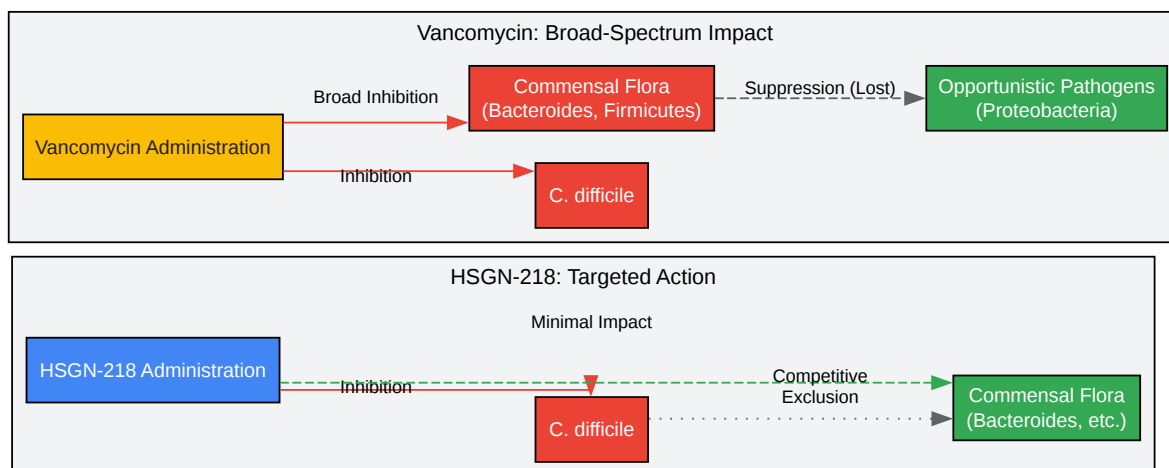 Vancomycin: Broad-Spectrum Impact
Broad Inhibition
Commensal Flora
(Bacteroides, Firmicutes)
Suppression (Lost)
Opportunistic Pathogens
(Proteobacteria)
Vancomycin Administration
Inhibition
C. difficile
HSGN-218: Targeted Action
Minimal Impact
HSGN-218 Administration
Inhibition
Competitive
Exclusion
C. difficile
Commensal Flora
(Bacteroides, etc.)